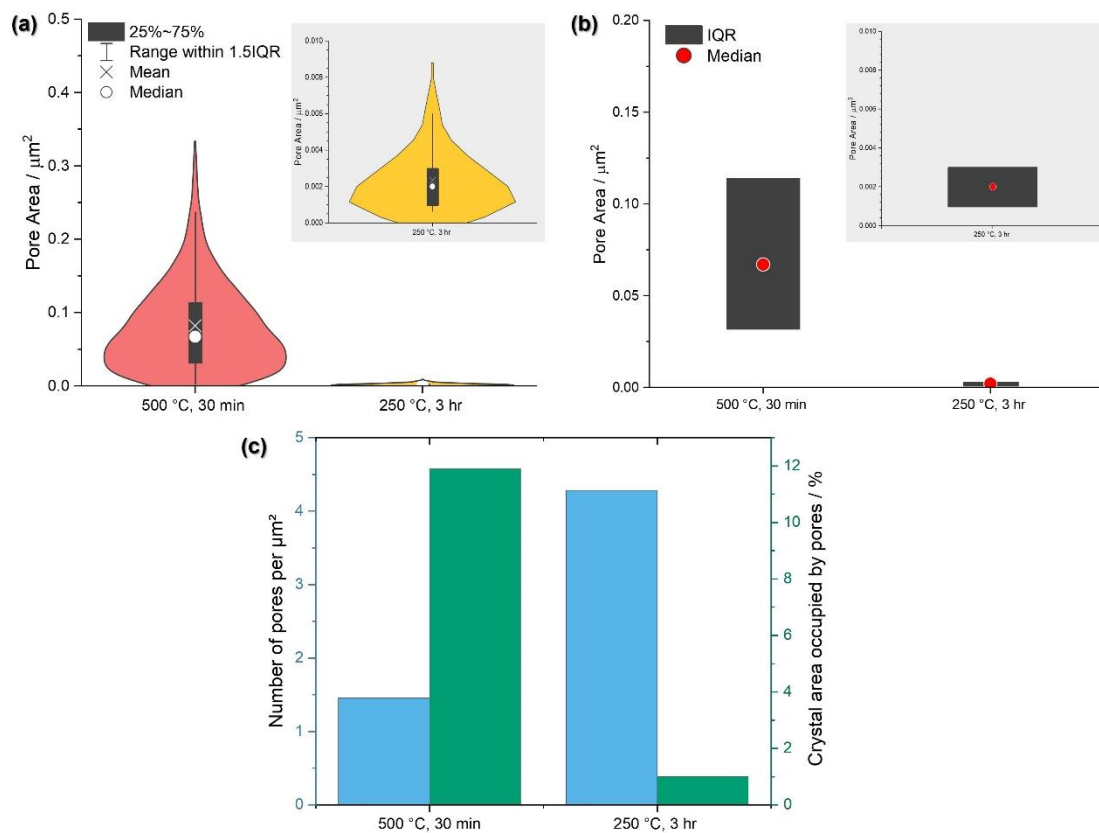 (a)
0.5
0.4
0.3
0.2
0.1
0.0
Pore Area / μm²
25%~75%
Range within 1.5IQR
Mean
Median
500 °C, 30 min
250 °C, 3 hr
0.010
0.008
0.006
0.004
0.002
0.000
Pore Area / μm²
250 °C, 3 hr
(b)
0.20
0.15
0.10
0.05
0.00
Pore Area / μm²
IQR
Median
500 °C, 30 min
250 °C, 3 hr
0.010
0.008
0.006
0.004
0.002
0.000
Pore Area / μm²
250 °C, 3 hr
(c)
5
4
3
2
1
0
Number of pores per μm²
12
10
8
6
4
2
0
Crystal area occupied by pores / %
500 °C, 30 min
250 °C, 3 hr